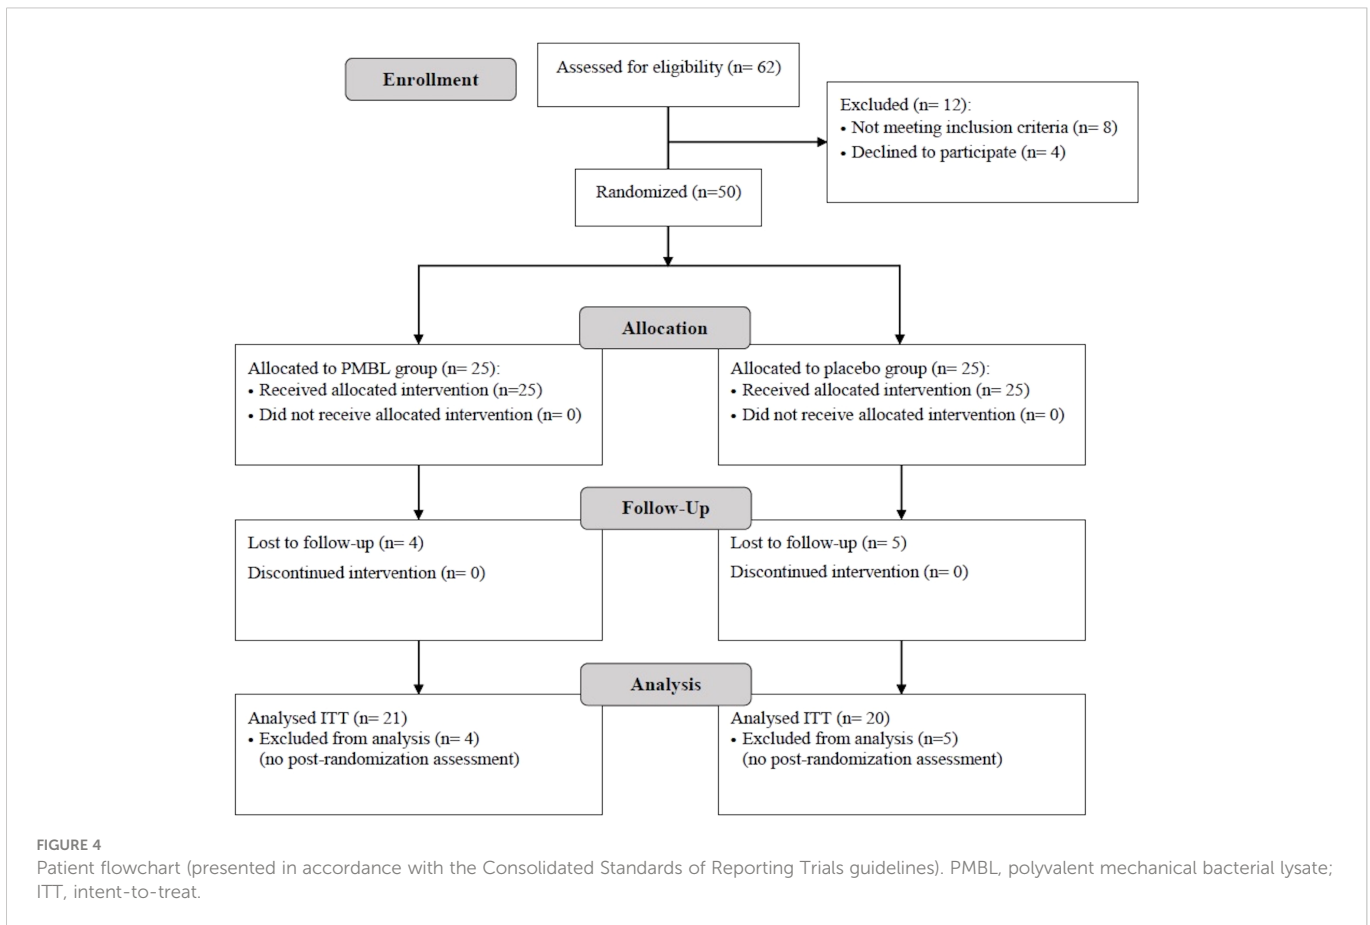 Enrollment
Assessed for eligibility (n= 62)
Excluded (n= 12):
• Not meeting inclusion criteria (n= 8)
• Declined to participate (n= 4)
Randomized (n=50)
Allocation
Allocated to PMBL group (n= 25):
• Received allocated intervention (n=25)
• Did not receive allocated intervention (n= 0)
Allocated to placebo group (n= 25):
• Received allocated intervention (n= 25)
• Did not receive allocated intervention (n= 0)
Follow-Up
Lost to follow-up (n= 4)
Discontinued intervention (n= 0)
Lost to follow-up (n= 5)
Discontinued intervention (n= 0)
Analysis
Analysed ITT (n= 21)
• Excluded from analysis (n= 4)
(no post-randomization assessment)
Analysed ITT (n= 20)
• Excluded from analysis (n=5)
(no post-randomization assessment)
FIGURE 4
Patient flowchart (presented in accordance with the Consolidated Standards of Reporting Trials guidelines). PMBL, polyvalent mechanical bacterial lysate;
ITT, intent-to-treat.